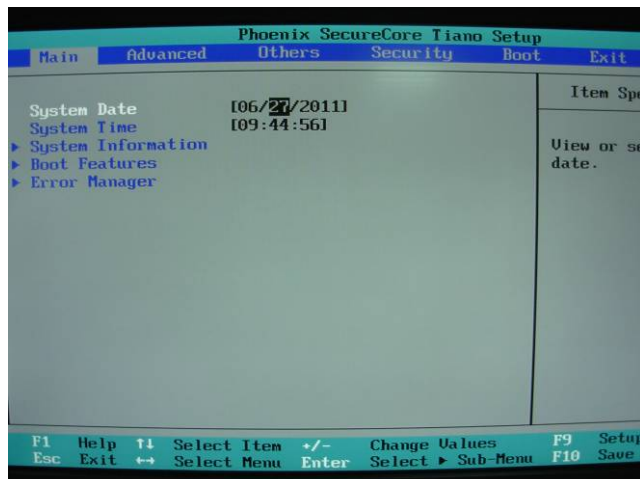 Phoenix SecureCore Tiano Setup
Main Advanced Others Security Boot Exit
Item Spe
System Date [06/27/2011]
System Time [09:44:56]
View or se
▶ System Information
date.
▶ Boot Features
▶ Error Manager
F1 Help ↑↓ Select Item +/- Change Values F9 Setup
Esc Exit ↔ Select Menu Enter Select ▶ Sub-Menu F10 Save